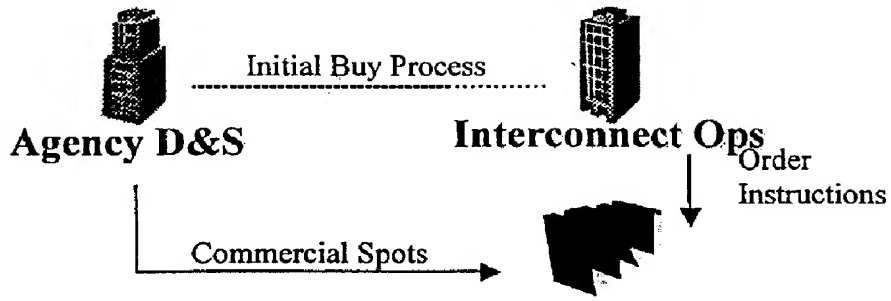 Initial Buy Process
Agency D&S
Interconnect Ops
Order
Instructions
Commercial Spots